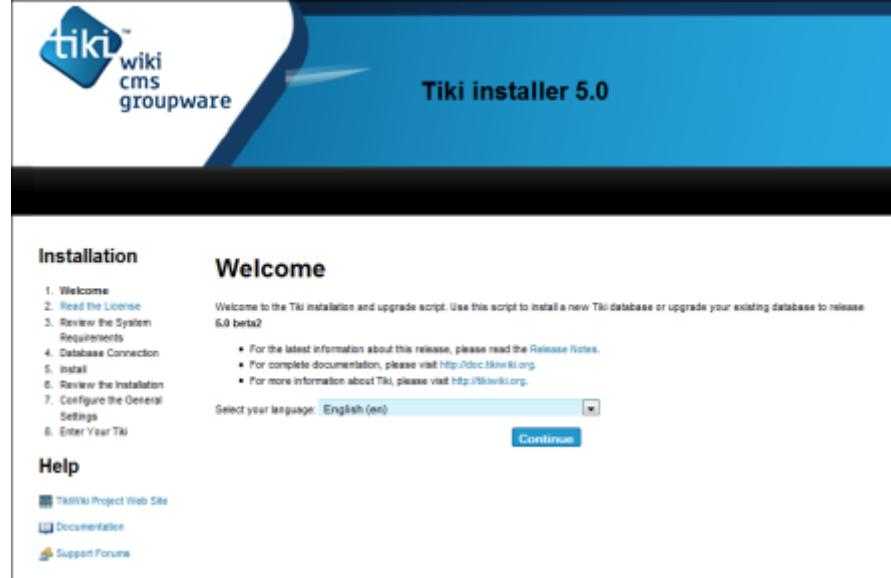 tiki™
wiki
cms
groupware
Tiki installer 5.0
Installation
1. Welcome
2. Read the License
3. Review the System
Requirements
4. Database Connection
5. Install
6. Review the Installation
7. Configure the General
Settings
8. Enter Your Tiki
Help
TikiWiki Project Web Site
Documentation
Support Forums
Welcome
Welcome to the Tiki installation and upgrade script. Use this script to install a new Tiki database or upgrade your existing database to release
5.0 beta2
• For the latest information about this release, please read the Release Notes.
• For complete documentation, please visit http://doc.tikiwiki.org.
• For more information about Tiki, please visit http://tikiwiki.org.
Select your language: English (en)
Continue